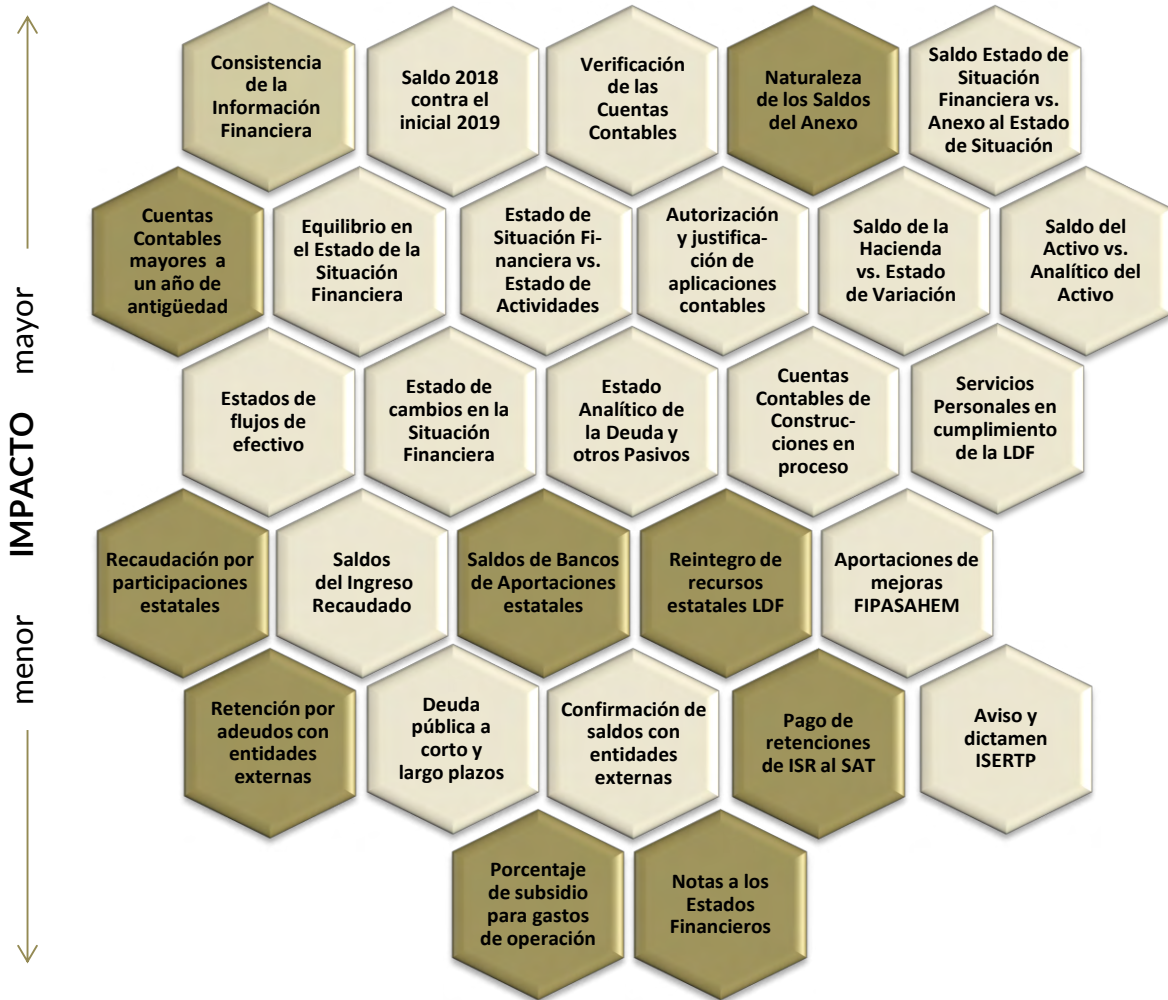 Consistencia
de la
Información
Financiera
Saldo 2018
contra el
inicial 2019
Verificación
de las
Cuentas
Contables
Naturaleza
de los Saldos
del Anexo
Saldo Estado de
Situación
Financiera vs.
Anexo al Estado
de Situación
Cuentas
Contables
mayores a
un año de
antigüedad
Equilibrio en
el Estado de la
Situación
Financiera
Estado de
Situación Fi-
nanciera vs.
Estado de
Actividades
Autorización
y justifica-
ción de
aplicaciones
contables
Saldo de la
Hacienda
vs. Estado
de Variación
Saldo del
Activo vs.
Analítico del
Activo
mayor
IMPACTO
menor
Estados de
flujos de
efectivo
Estado de
cambios en la
Situación
Financiera
Estado
Analítico de
la Deuda y
otros Pasivos
Cuentas
Contables de
Construc-
ciones en
proceso
Servicios
Personales en
cumplimiento
de la LDF
Recaudación por
participaciones
estatales
Saldos
del Ingreso
Recaudado
Saldos de Bancos
de Aportaciones
estatales
Reintegro de
recursos
estatales LDF
Aportaciones de
mejoras
FIPASAHEM
Retención por
adeudos con
entidades
externas
Deuda
pública a
corto y
largo plazos
Confirmación de
saldos con
entidades
externas
Pago de
retenciones
de ISR al SAT
Aviso y
dictamen
ISERTP
Porcentaje
de subsidio
para gastos
de operación
Notas a los
Estados
Financieros